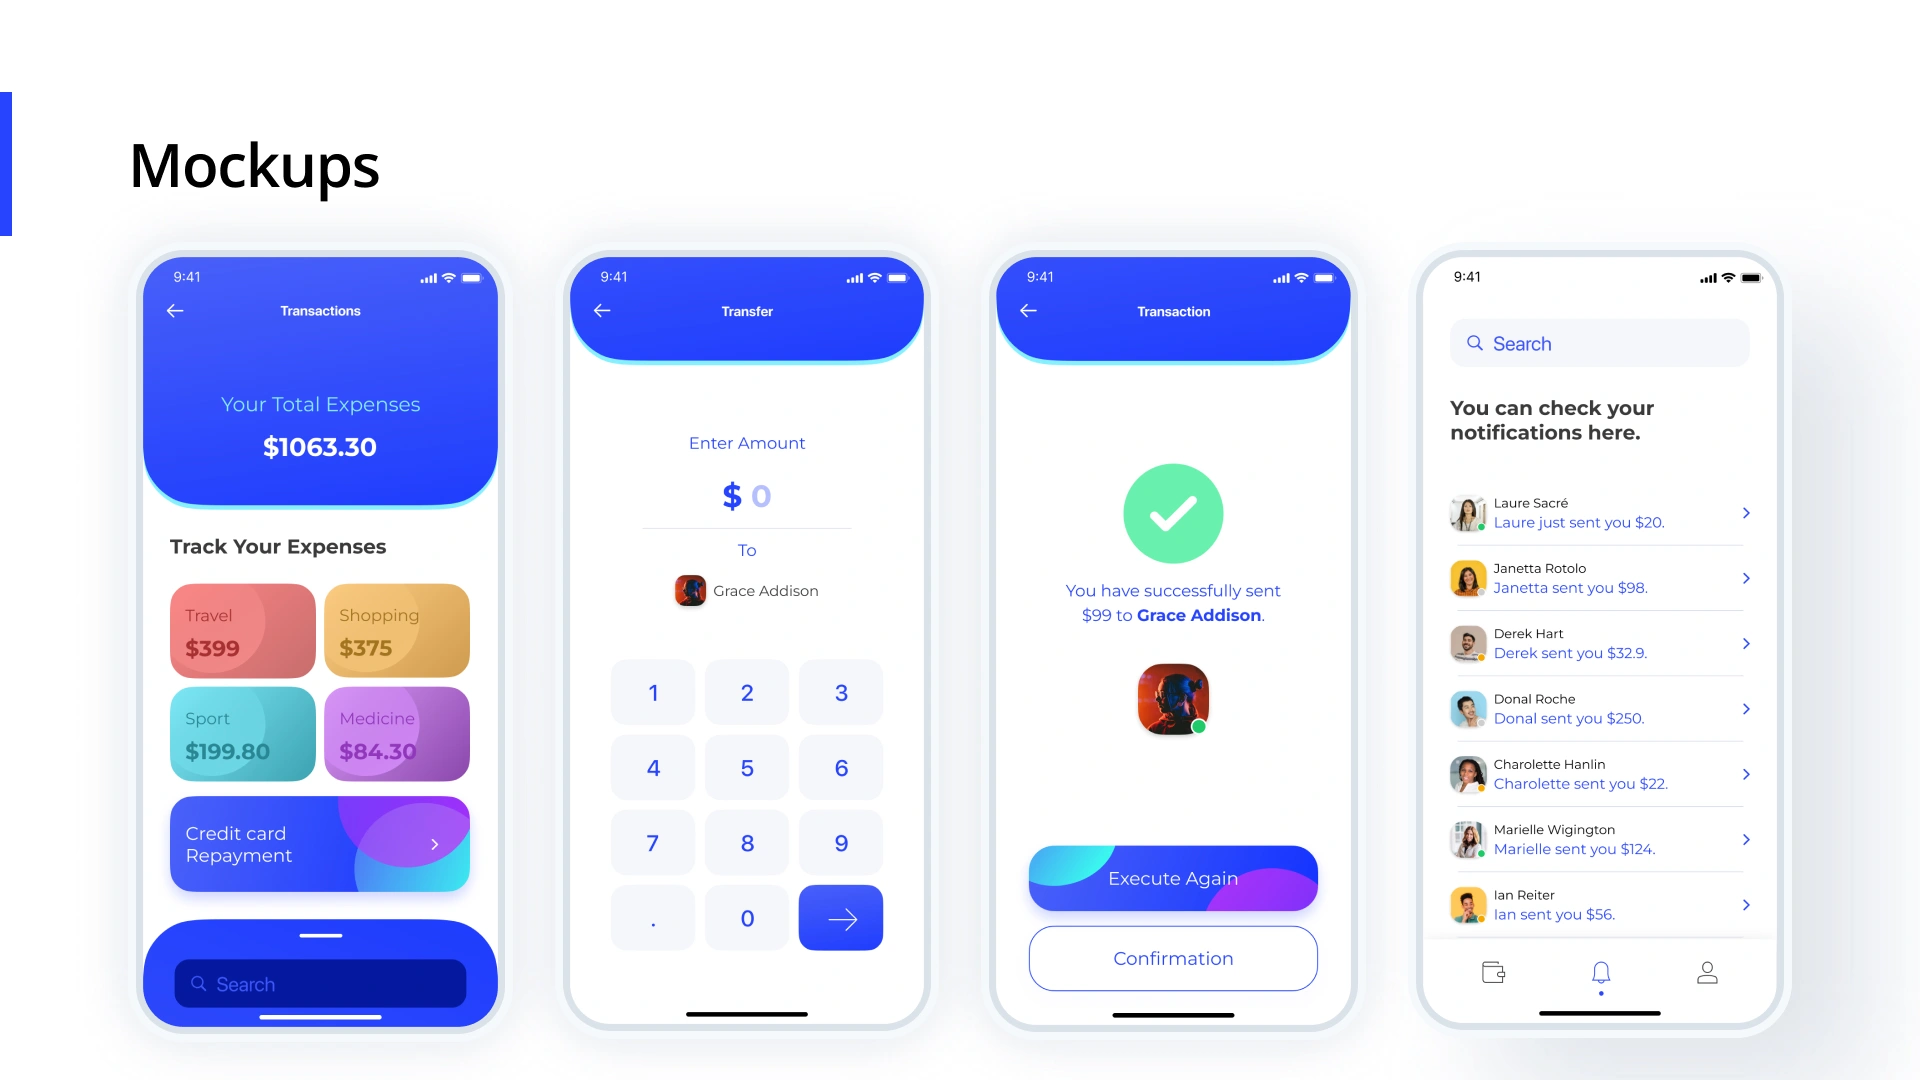 Mockups
9:41
Transactions
Your Total Expenses
$1063.30
Track Your Expenses
Travel
$399
Shopping
$375
Sport
$199.80
Medicine
$84.30
Credit card
Repayment
Search
9:41
Transfer
Enter Amount
$ 0
To
Grace Addison
1 2 3
4 5 6
7 8 9
. 0
9:41
Transaction
You have successfully sent
$99 to Grace Addison.
Execute Again
Confirmation
9:41
Search
You can check your
notifications here.
Laure Sacré
Laure just sent you $20.
Janetta Rotolo
Janetta sent you $98.
Derek Hart
Derek sent you $32.9.
Donal Roche
Donal sent you $250.
Charolette Hanlin
Charolette sent you $22.
Marielle Wigington
Marielle sent you $124.
Ian Reiter
Ian sent you $56.